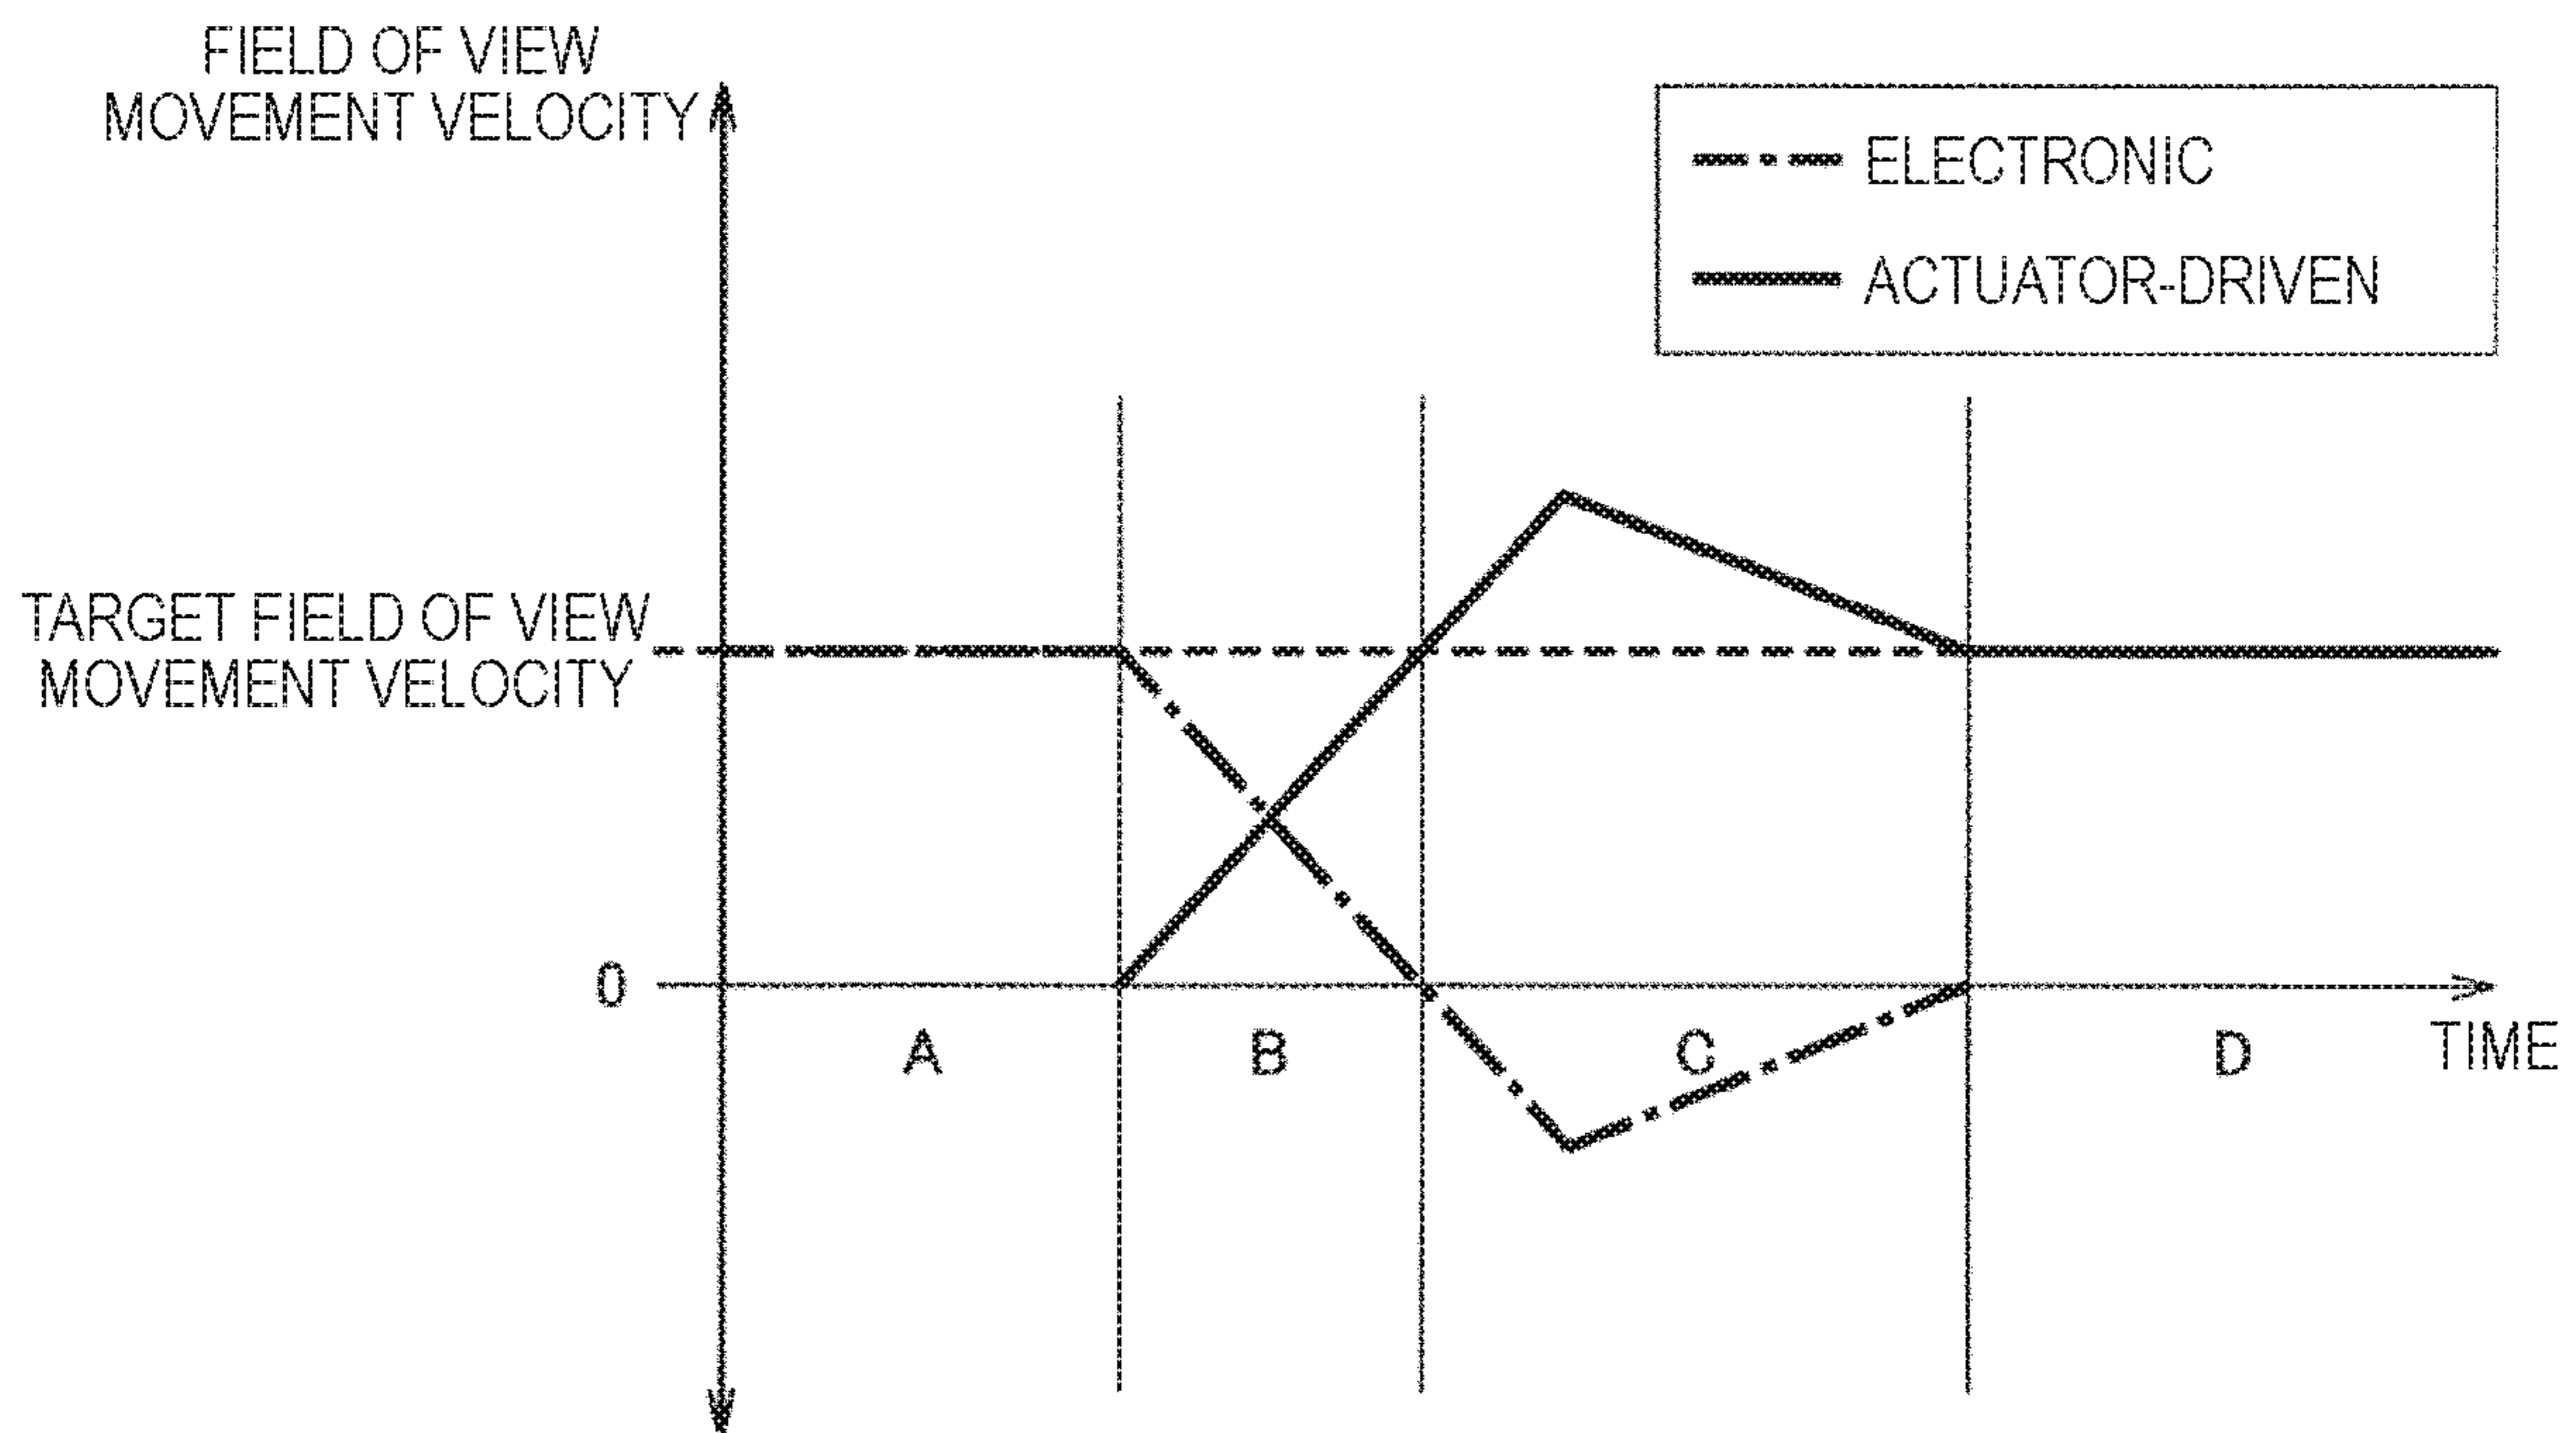 FIELD OF VIEW
MOVEMENT VELOCITY
ELECTRONIC
ACTUATOR-DRIVEN
TARGET FIELD OF VIEW
MOVEMENT VELOCITY
0
A
B
C
D
TIME